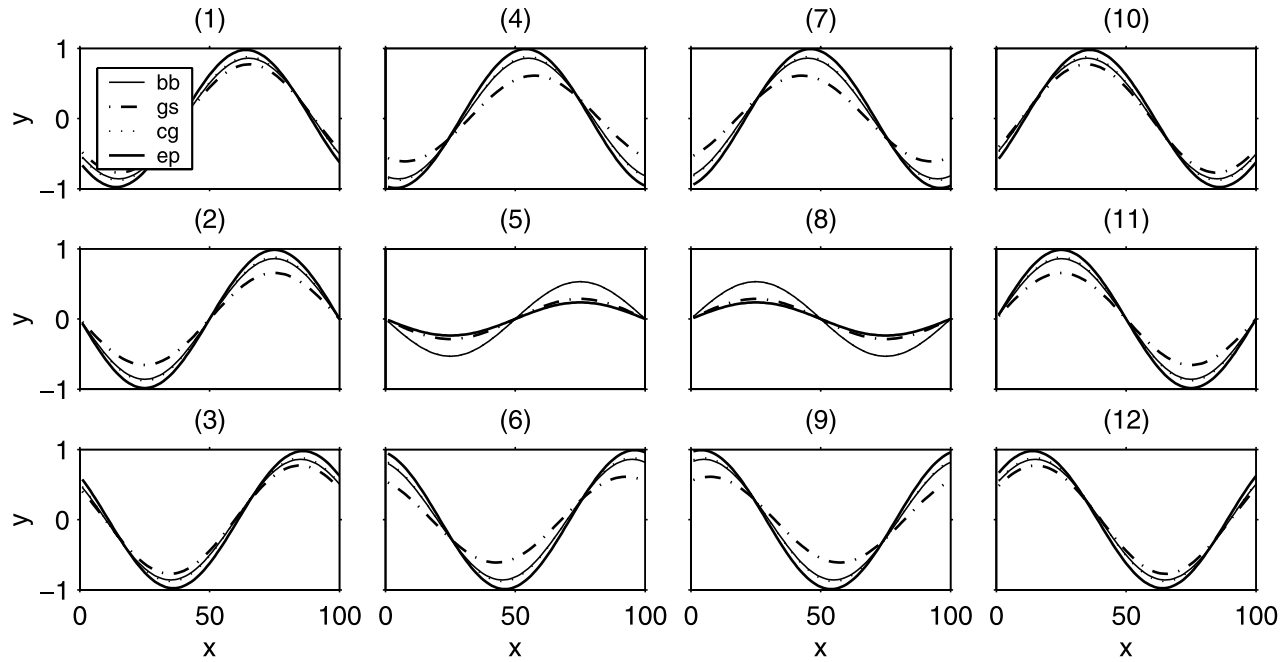 (1) (4) (7) (10)
1
bb
gs
cg
ep
y 0
−1
(2) (5) (8) (11)
1
y 0
−1
(3) (6) (9) (12)
1
y 0
−1
0 50 100 0 50 100 0 50 100 0 50 100
x x x x